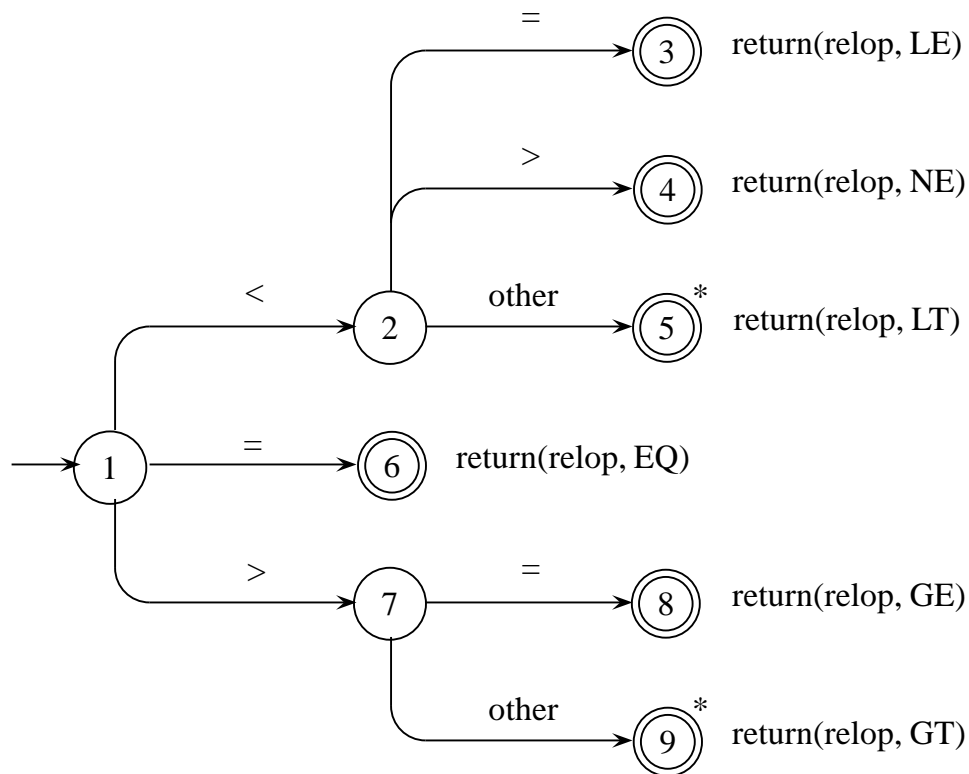 = 3 return(relop, LE)
> 4 return(relop, NE)
< 2 other 5 * return(relop, LT)
1 = 6 return(relop, EQ)
> 7 = 8 return(relop, GE)
other 9 * return(relop, GT)